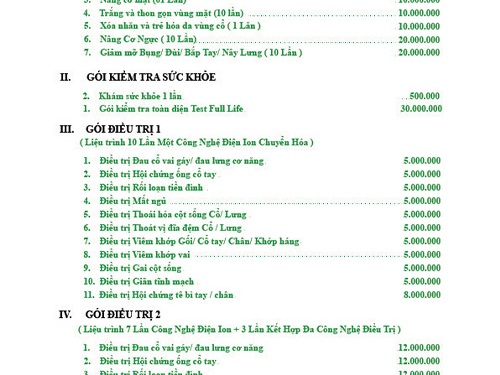 3. Nâng cơ mặt (01 Lần) 10.000.000
4. Trắng và thon gọn vùng mặt (10 lần) 10.000.000
5. Xóa nhăn và trẻ hóa đa vùng cổ ( 1 Lần ) 10.000.000
6. Nâng Cơ Ngực ( 10 Lần) 20.000.000
7. Giảm mỡ Bụng/ Đùi/ Bắp Tay/ Nây Lưng ( 10 Lần ) 20.000.000
II. GÓI KIỂM TRA SỨC KHỎE
2. Khám sức khỏe 1 lần 500.000
1. Gói kiểm tra toàn diện Test Full Life 30.000.000
III. GÓI ĐIỀU TRỊ 1
( Liệu trình 10 Lần Một Công Nghệ Điện Ion Chuyển Hóa )
1. Điều trị Đau cổ vai gáy/ đau lưng cơ năng 5.000.000
2. Điều trị Hội chứng ống cổ tay 5.000.000
3. Điều trị Rối loạn tiền đình 5.000.000
4. Điều trị Mất ngủ 5.000.000
5. Điều trị Thoái hóa cột sống Cổ/ Lưng 5.000.000
6. Điều trị Thoát vị đĩa đệm Cổ / Lưng 5.000.000
7. Điều trị Viêm khớp Gối/ Cổ tay/ Chân/ Khớp háng 5.000.000
8. Điều trị Viêm khớp vai 5.000.000
9. Điều trị Gai cột sống 5.000.000
10. Điều trị Giãn tĩnh mạch 5.000.000
11. Điều trị Hội chứng tê bì tay / chân 8.000.000
IV. GÓI ĐIỀU TRỊ 2
( Liệu trình 7 Lần Công Nghệ Điện Ion + 3 Lần Kết Hợp Đa Công Nghệ Điều Trị )
1. Điều trị Đau cổ vai gáy/ đau lưng cơ năng 12.000.000
2. Điều trị Hội chứng ống cổ tay 12.000.000
3. Điều trị Rối loạn tiền đình 12.000.000